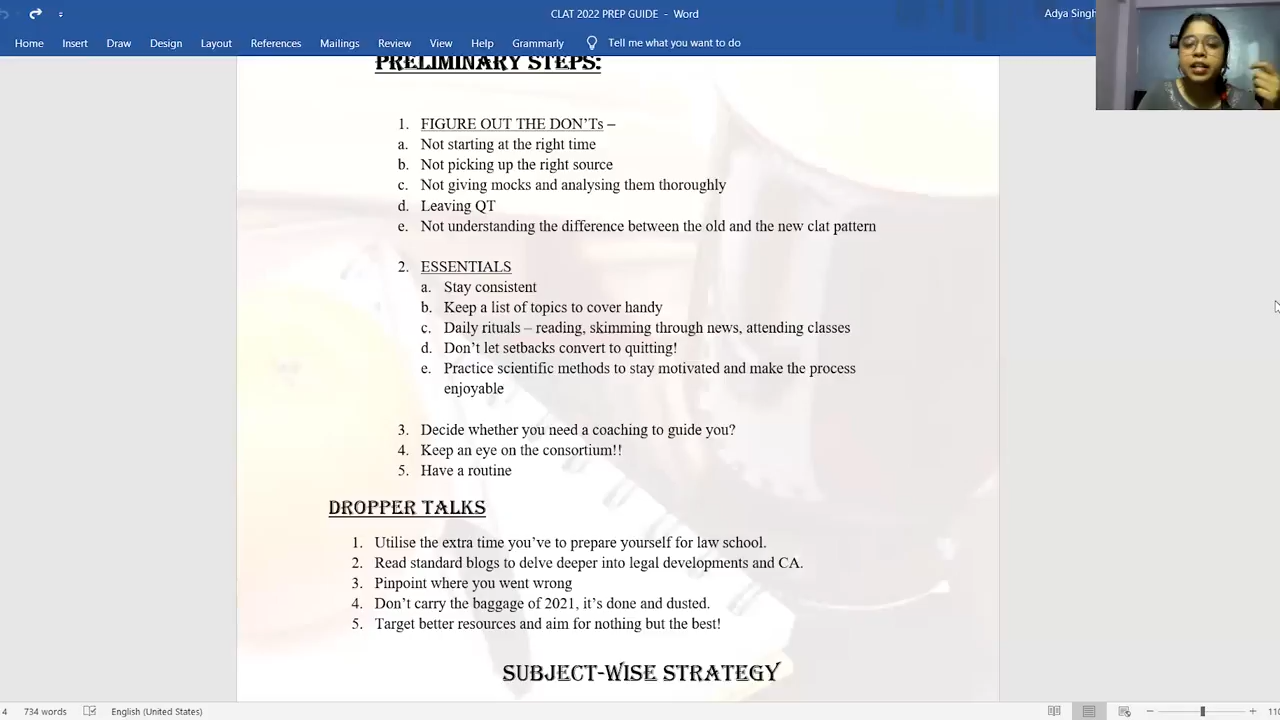 CLAT 2022 PREP GUIDE - Word
Adya Singh
Home Insert Draw Design Layout References Mailings Review View Help Grammarly Tell me what you want to do
PRELIMINARY STEPS:
1. FIGURE OUT THE DON'Ts –
a. Not starting at the right time
b. Not picking up the right source
c. Not giving mocks and analysing them thoroughly
d. Leaving QT
e. Not understanding the difference between the old and the new clat pattern
2. ESSENTIALS
a. Stay consistent
b. Keep a list of topics to cover handy
c. Daily rituals – reading, skimming through news, attending classes
d. Don't let setbacks convert to quitting!
e. Practice scientific methods to stay motivated and make the process
enjoyable
3. Decide whether you need a coaching to guide you?
4. Keep an eye on the consortium!!
5. Have a routine
DROPPER TALKS
1. Utilise the extra time you've to prepare yourself for law school.
2. Read standard blogs to delve deeper into legal developments and CA.
3. Pinpoint where you went wrong
4. Don't carry the baggage of 2021, it's done and dusted.
5. Target better resources and aim for nothing but the best!
SUBJECT-WISE STRATEGY
4 734 words English (United States) 110